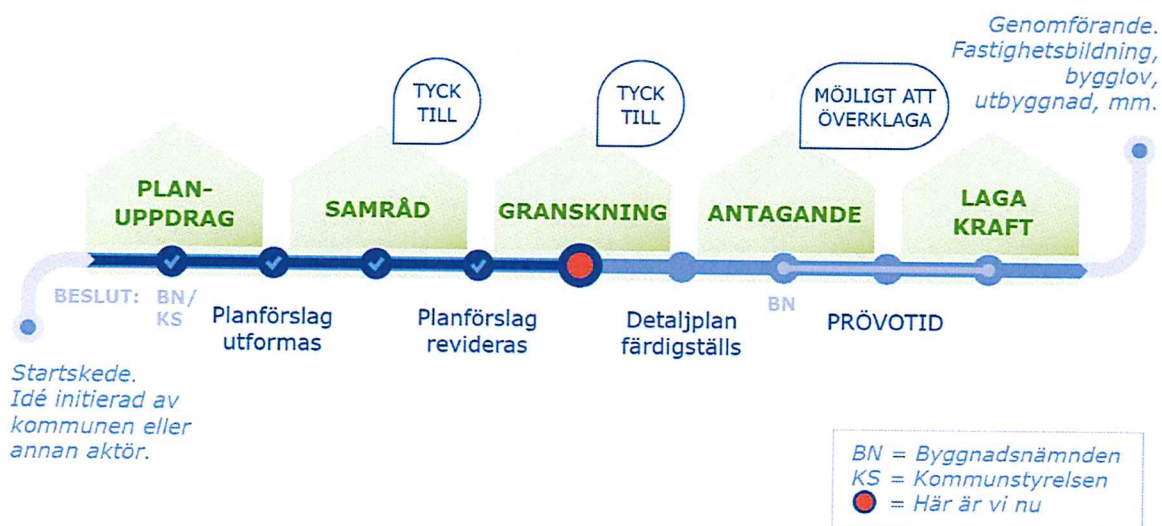 Genomförande.
Fastighetsbildning,
bygglov,
utbyggnad, mm.
TYCK
TILL
TYCK
TILL
MÖJLIGT ATT
ÖVERKLAGA
PLAN-
UPPDRAG
SAMRÅD
GRANSKNING
ANTAGANDE
LAGA
KRAFT
BESLUT: BN/
KS
Planförslag
utformas
Planförslag
revideras
Detaljplan
färdigställs
BN
PRÖVOTID
Startskede.
Idé initierad av
kommunen eller
annan aktör.
BN = Byggnadsnämnden
KS = Kommunstyrelsen
= Här är vi nu